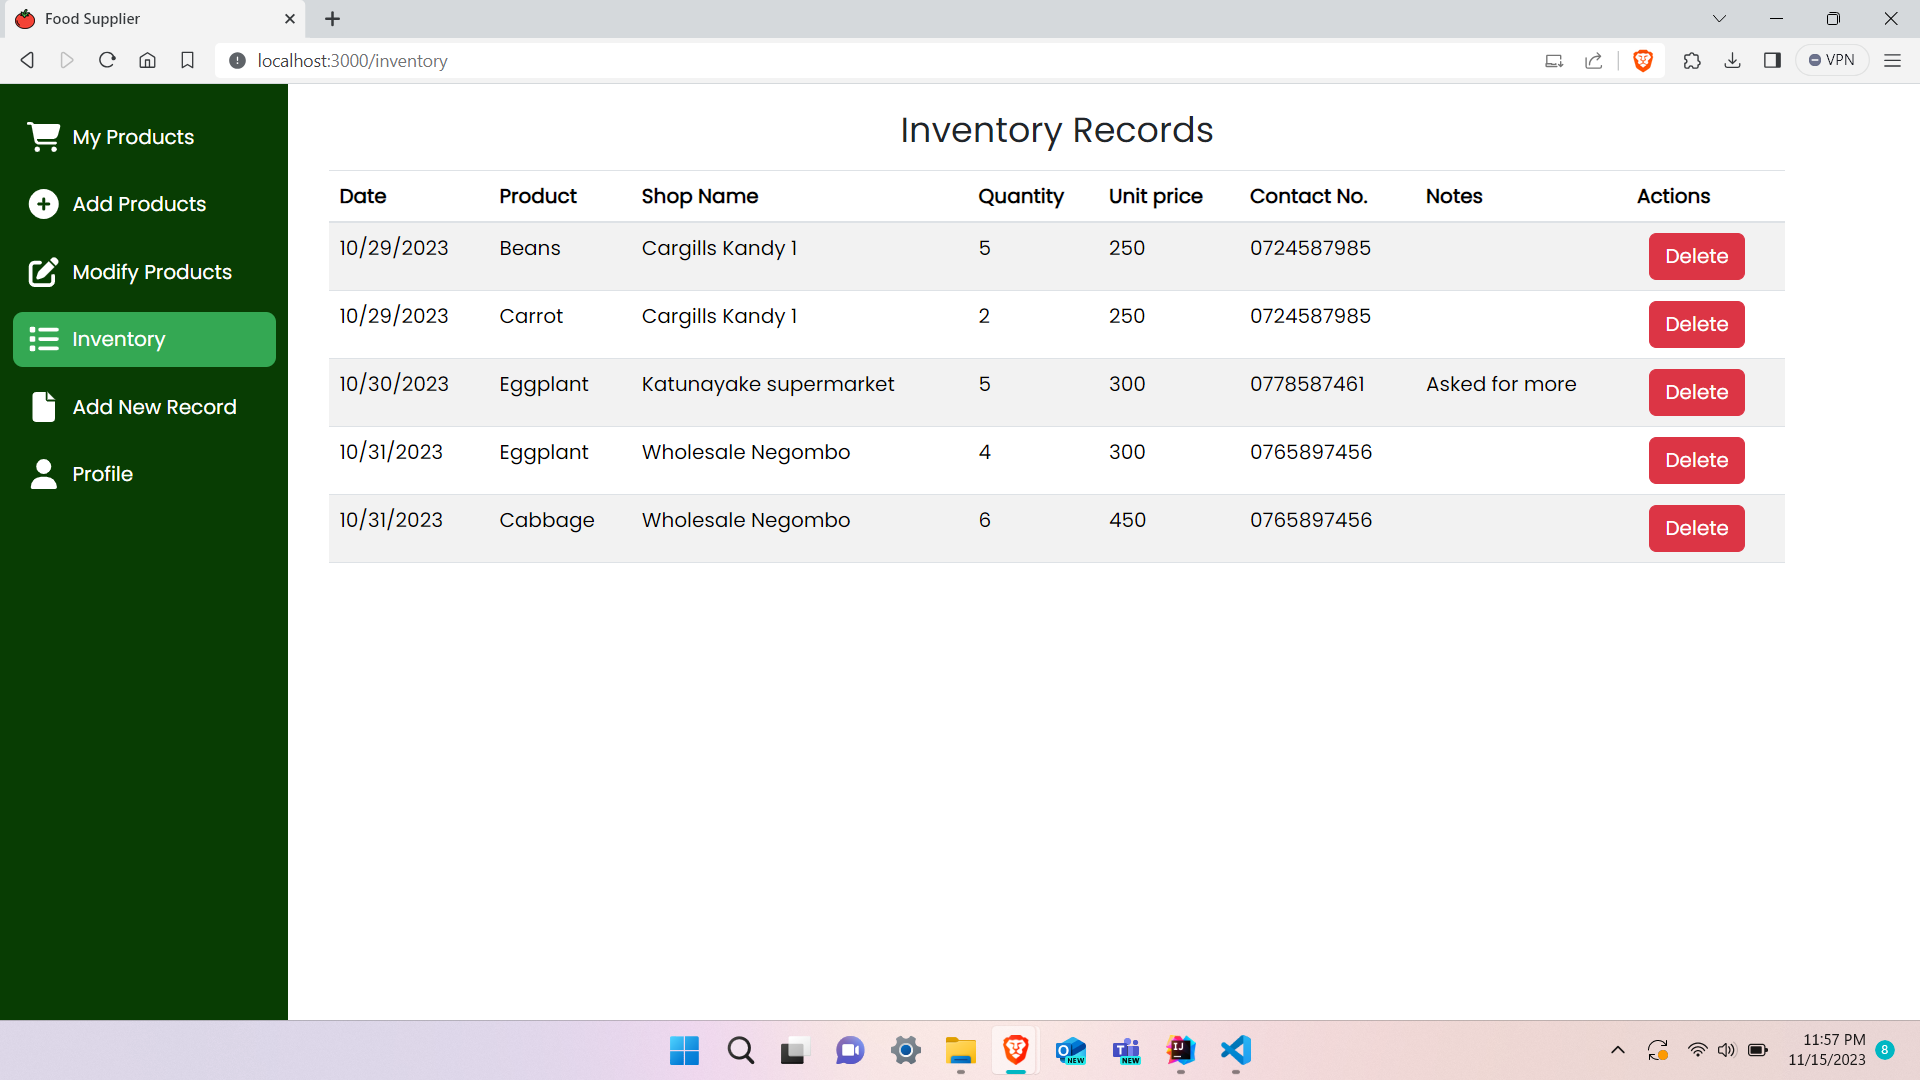 Food Supplier
localhost:3000/inventory
VPN
My Products
Add Products
Modify Products
Inventory
Add New Record
Profile
Inventory Records
Date Product Shop Name Quantity Unit price Contact No. Notes Actions
10/29/2023 Beans Cargills Kandy 1 5 250 0724587985 Delete
10/29/2023 Carrot Cargills Kandy 1 2 250 0724587985 Delete
10/30/2023 Eggplant Katunayake supermarket 5 300 0778587461 Asked for more Delete
10/31/2023 Eggplant Wholesale Negombo 4 300 0765897456 Delete
10/31/2023 Cabbage Wholesale Negombo 6 450 0765897456 Delete
NEW
NEW
IJ
11:57 PM
11/15/2023
8